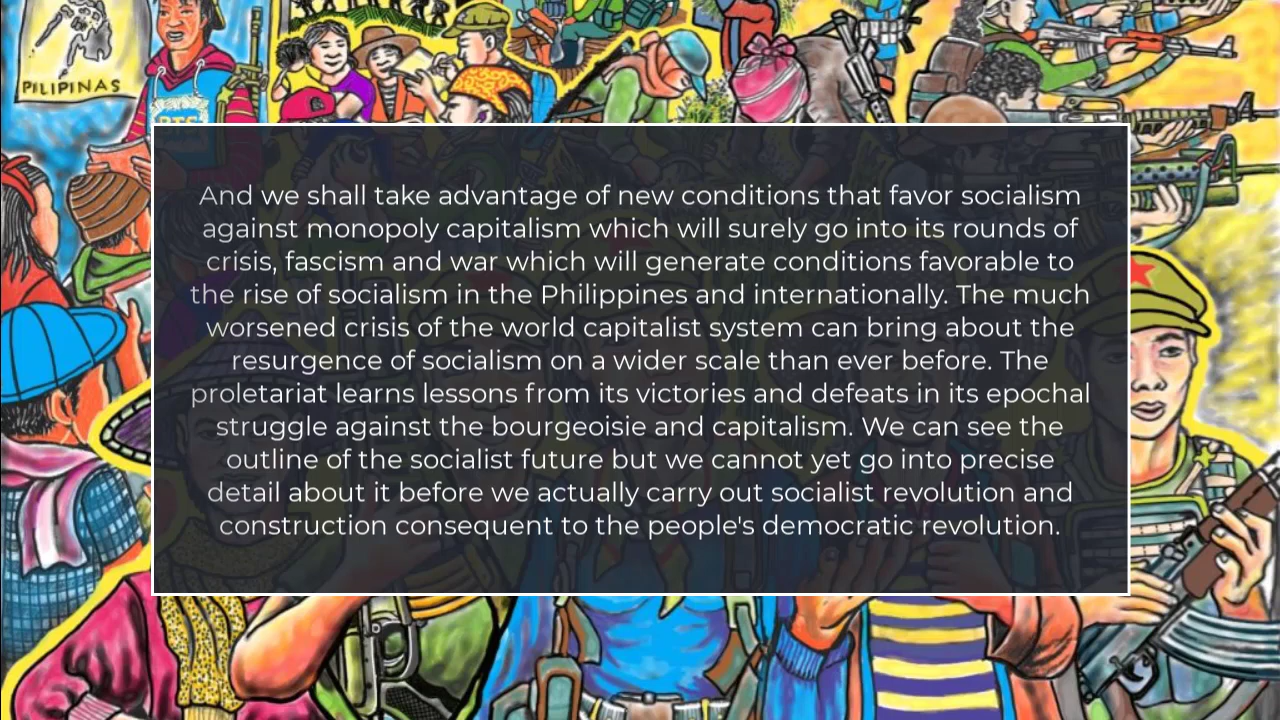 PILIPINAS
BTS
And we shall take advantage of new conditions that favor socialism
against monopoly capitalism which will surely go into its rounds of
crisis, fascism and war which will generate conditions favorable to
the rise of socialism in the Philippines and internationally. The much
worsened crisis of the world capitalist system can bring about the
resurgence of socialism on a wider scale than ever before. The
proletariat learns lessons from its victories and defeats in its epochal
struggle against the bourgeoisie and capitalism. We can see the
outline of the socialist future but we cannot yet go into precise
detail about it before we actually carry out socialist revolution and
construction consequent to the people's democratic revolution.